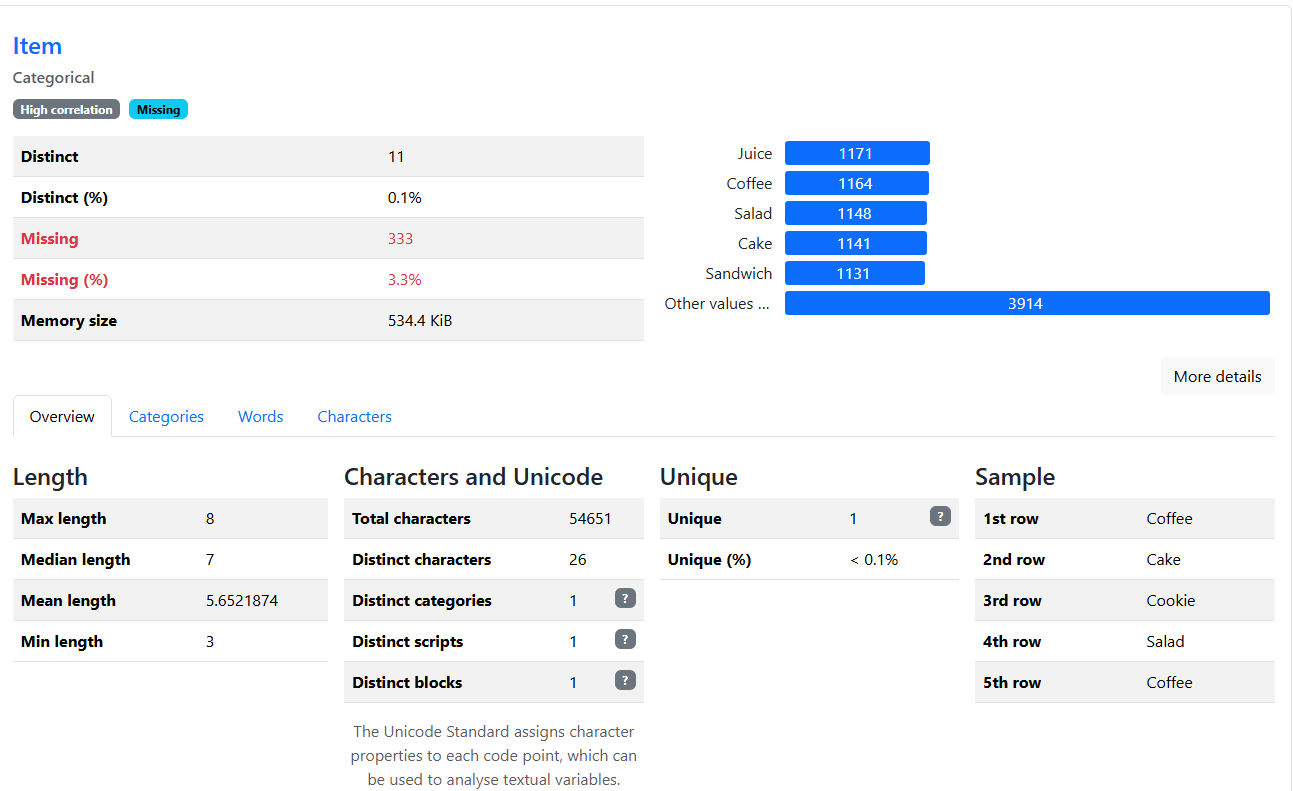 Item
Categorical
High correlation Missing
Distinct 11
Distinct (%) 0.1%
Missing 333
Missing (%) 3.3%
Memory size 534.4 KiB
Juice 1171
Coffee 1164
Salad 1148
Cake 1141
Sandwich 1131
Other values ... 3914
More details
Overview Categories Words Characters
Length
Max length 8
Median length 7
Mean length 5.6521874
Min length 3
Characters and Unicode
Total characters 54651
Distinct characters 26
Distinct categories 1 ?
Distinct scripts 1 ?
Distinct blocks 1 ?
The Unicode Standard assigns character
properties to each code point, which can
be used to analyse textual variables.
Unique
Unique 1 ?
Unique (%) < 0.1%
Sample
1st row Coffee
2nd row Cake
3rd row Cookie
4th row Salad
5th row Coffee